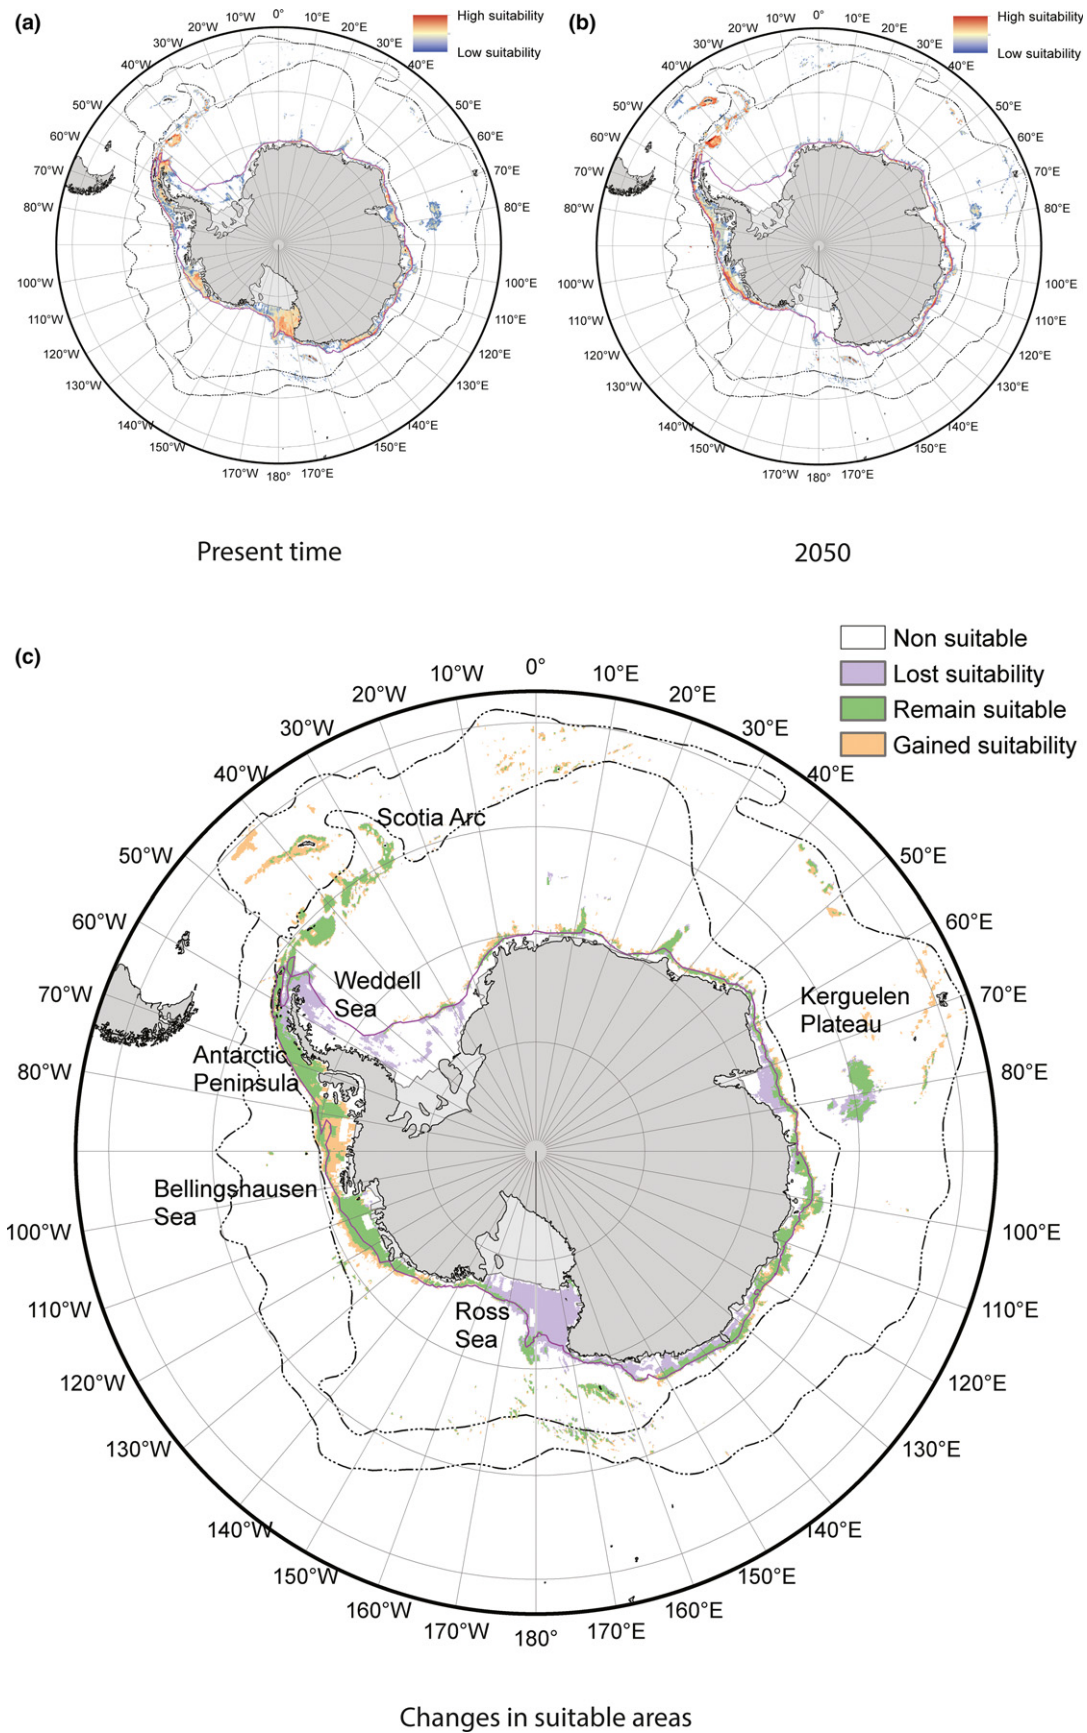 (a)
High suitability
Low suitability
0°
10°W
10°E
20°W
20°E
30°W
30°E
40°W
40°E
50°W
50°E
60°W
60°E
70°W
70°E
80°W
80°E
90°W
90°E
100°W
100°E
110°W
110°E
120°W
120°E
130°W
130°E
140°W
140°E
150°W
150°E
170°W
180°
170°E
Present time
(b)
High suitability
Low suitability
0°
10°W
10°E
20°W
20°E
30°W
30°E
40°W
40°E
50°W
50°E
60°W
60°E
70°W
70°E
80°W
80°E
90°W
90°E
100°W
100°E
110°W
110°E
120°W
120°E
130°W
130°E
140°W
140°E
150°W
150°E
170°W
180°
170°E
2050
(c)
Non suitable
Lost suitability
Remain suitable
Gained suitability
0°
10°W
10°E
20°W
20°E
30°W
30°E
40°W
40°E
50°W
50°E
60°W
60°E
70°W
70°E
80°W
80°E
100°W
100°E
110°W
110°E
120°W
120°E
130°W
130°E
140°W
140°E
150°W
150°E
160°W
160°E
170°W
170°E
180°
Scotia Arc
Weddell
Sea
Kerguelen
Plateau
Antarctic
Peninsula
Bellingshausen
Sea
Ross
Sea
Changes in suitable areas